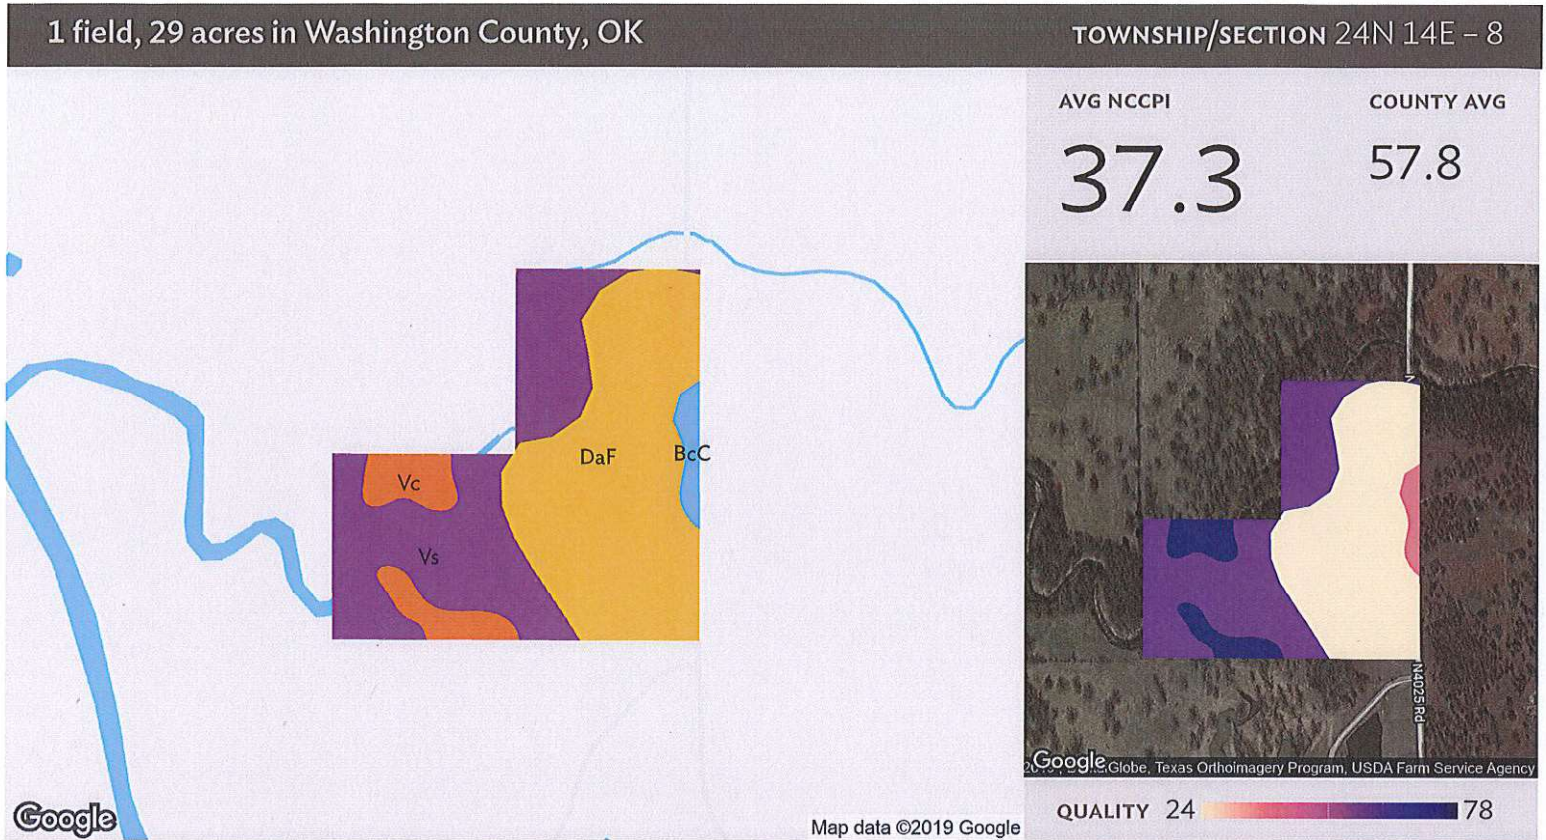 1 field, 29 acres in Washington County, OK
TOWNSHIP/SECTION 24N 14E – 8
AVG NCCPI
COUNTY AVG
37.3
57.8
DaF
BcC
Vc
Vs
N
N4025 Rd
Google
Globe, Texas Orthoimagery Program, USDA Farm Service Agency
QUALITY 24
78
Google
Map data ©2019 Google